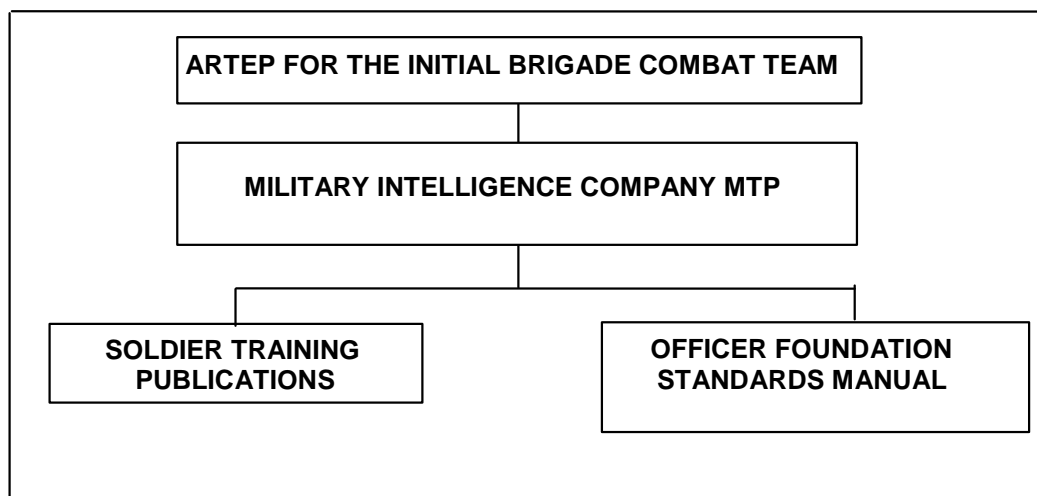 ARTEP FOR THE INITIAL BRIGADE COMBAT TEAM
MILITARY INTELLIGENCE COMPANY MTP
SOLDIER TRAINING
PUBLICATIONS
OFFICER FOUNDATION
STANDARDS MANUAL